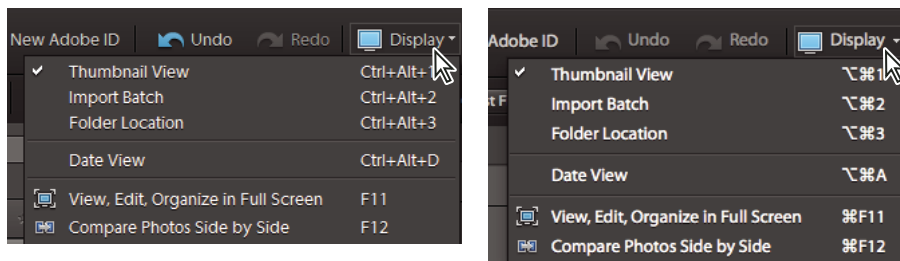 New Adobe ID Undo Redo Display
Thumbnail View Ctrl+Alt+1
Import Batch Ctrl+Alt+2
Folder Location Ctrl+Alt+3
Date View Ctrl+Alt+D
View, Edit, Organize in Full Screen F11
Compare Photos Side by Side F12
Adobe ID Undo Redo Display
Thumbnail View ⌥⌘1
st F
Import Batch ⌥⌘2
Folder Location ⌥⌘3
Date View ⌥⌘A
View, Edit, Organize in Full Screen ⌘F11
Compare Photos Side by Side ⌘F12